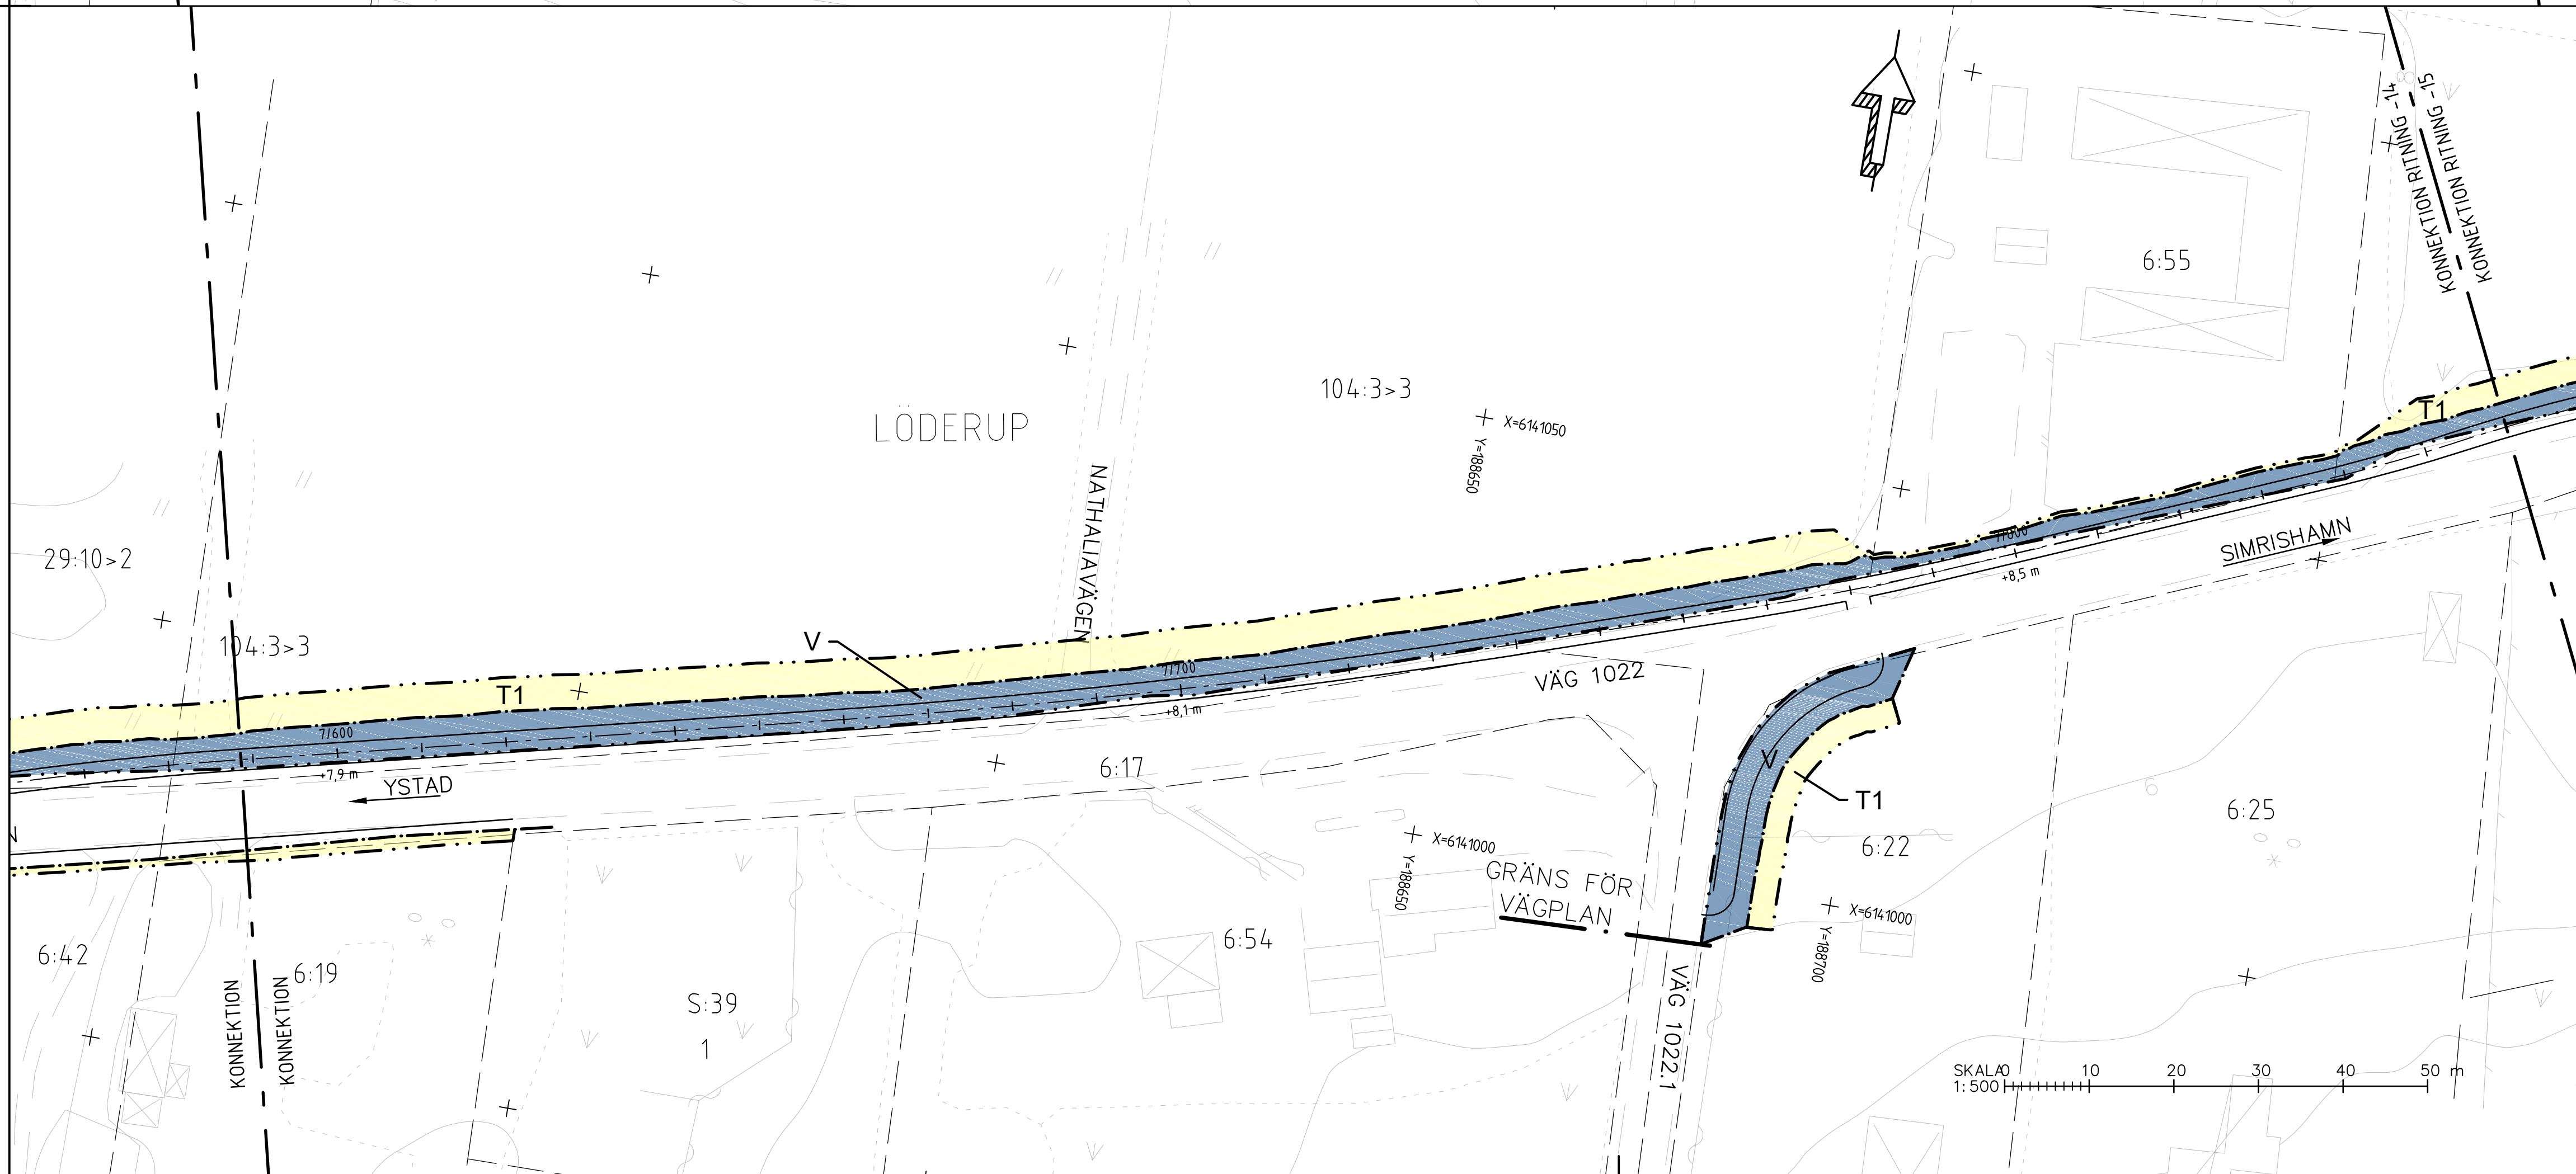 KONNEKTION RITNING -14
KONNEKTION RITNING -15
6:55
104:3>3
LÖDERUP
X=6141050
Y=188650
NATHALIAVÄGEN
T1
29:10>2
104:3>3
7/800
SIMRISHAMN
+8,5 m
V
T1
7/700
VÄG 1022
+8,1 m
7/600
+7,9 m
YSTAD
6:17
V
T1
6:25
6:22
X=6141000
Y=188650
GRÄNS FÖR
VÄGPLAN
X=6141000
Y=188700
6:54
6:42
6:19
S:39
1
KONNEKTION
KONNEKTION
VÄG 1022.1
SKALA
1:500
0 10 20 30 40 50 m